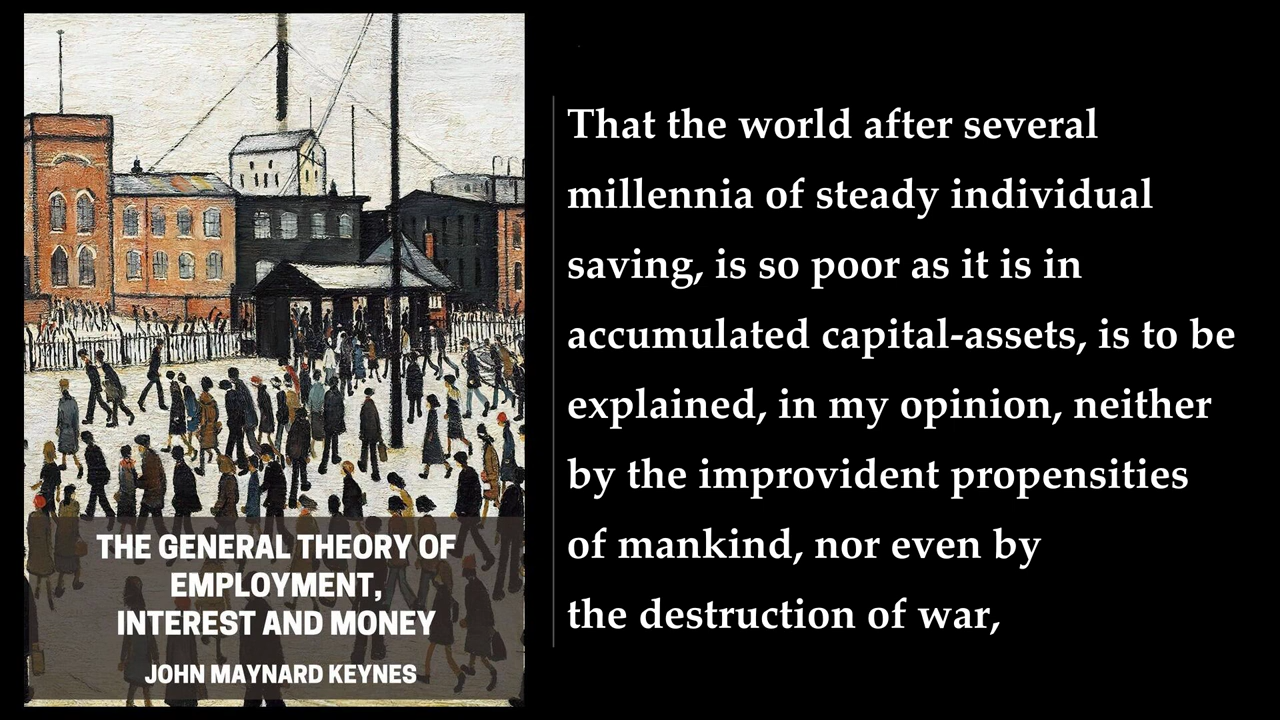 THE GENERAL THEORY OF
EMPLOYMENT,
INTEREST AND MONEY
JOHN MAYNARD KEYNES
That the world after several
millennia of steady individual
saving, is so poor as it is in
accumulated capital-assets, is to be
explained, in my opinion, neither
by the improvident propensities
of mankind, nor even by
the destruction of war,